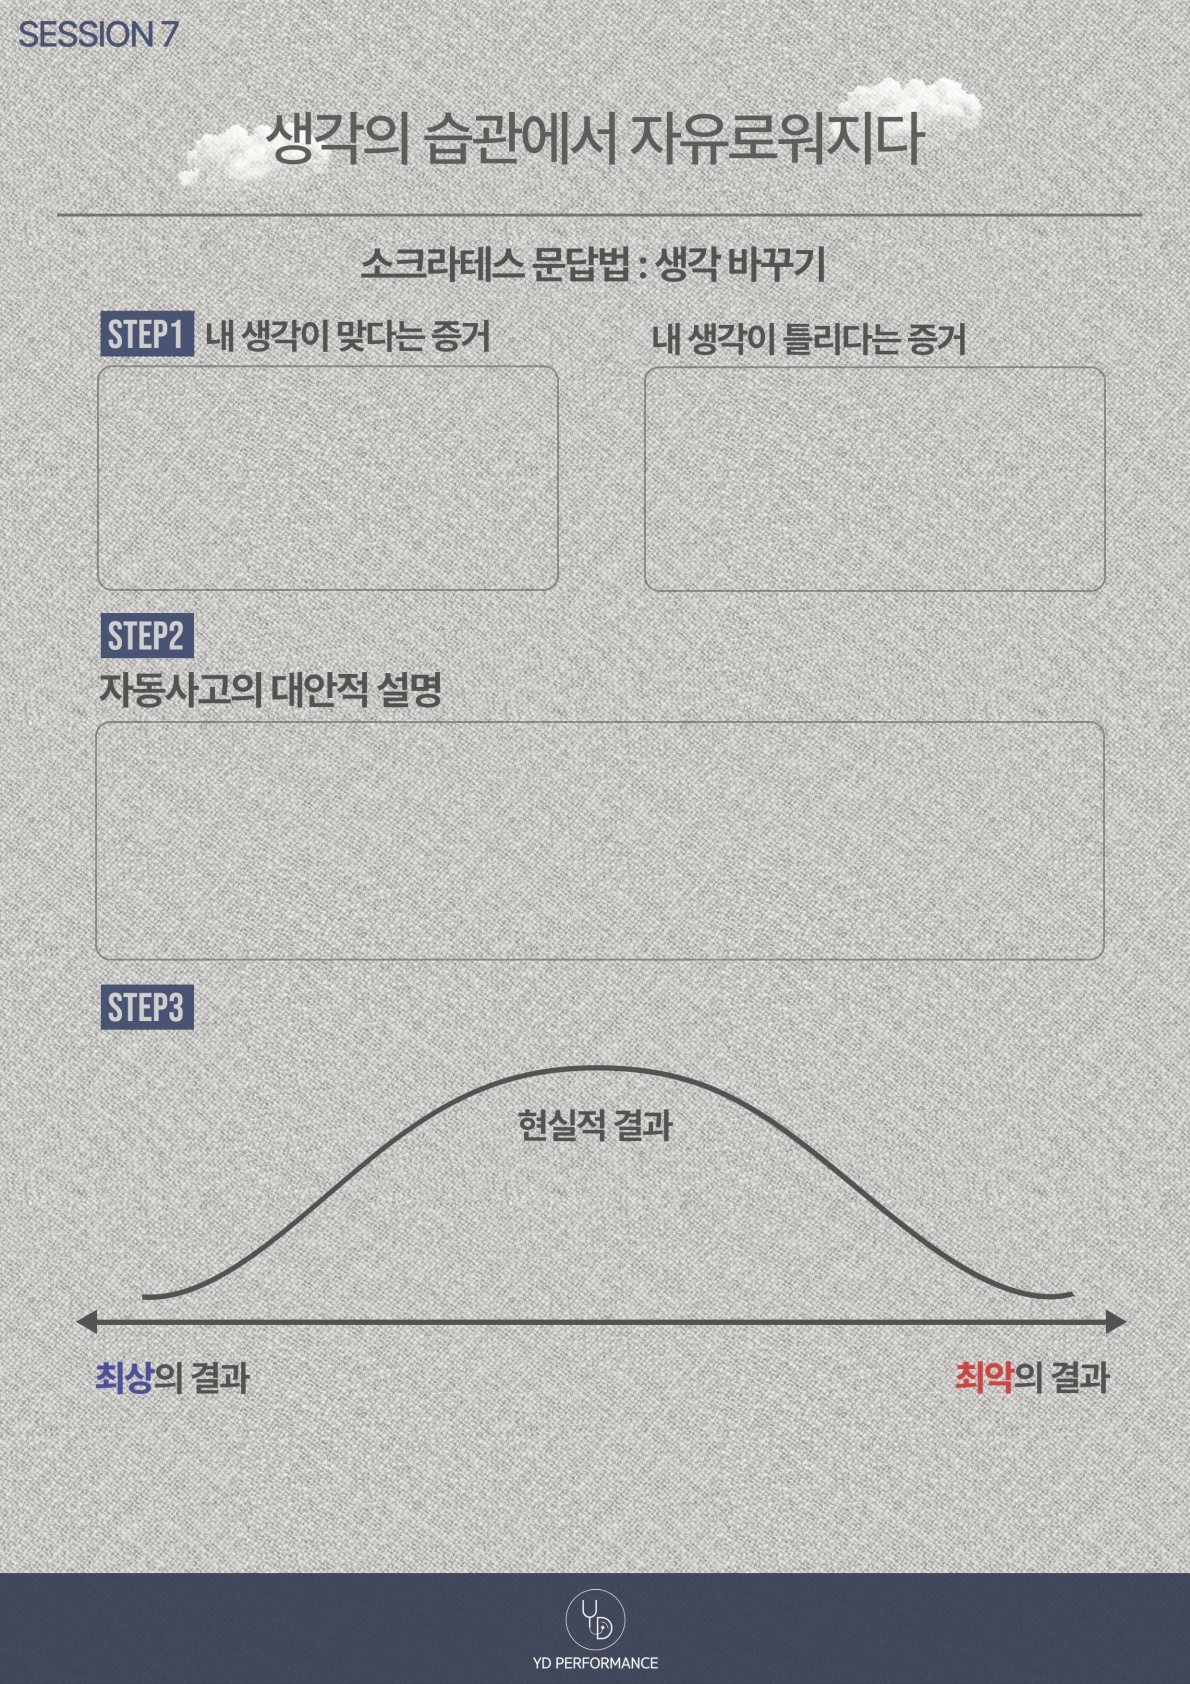 SESSION 7
생각의 습관에서 자유로워지다
소크라테스 문답법 : 생각 바꾸기
STEP1 내 생각이 맞다는 증거
내 생각이 틀리다는 증거
STEP2
자동사고의 대안적 설명
STEP3
현실적 결과
최상의 결과
최악의 결과
YD
YD PERFORMANCE